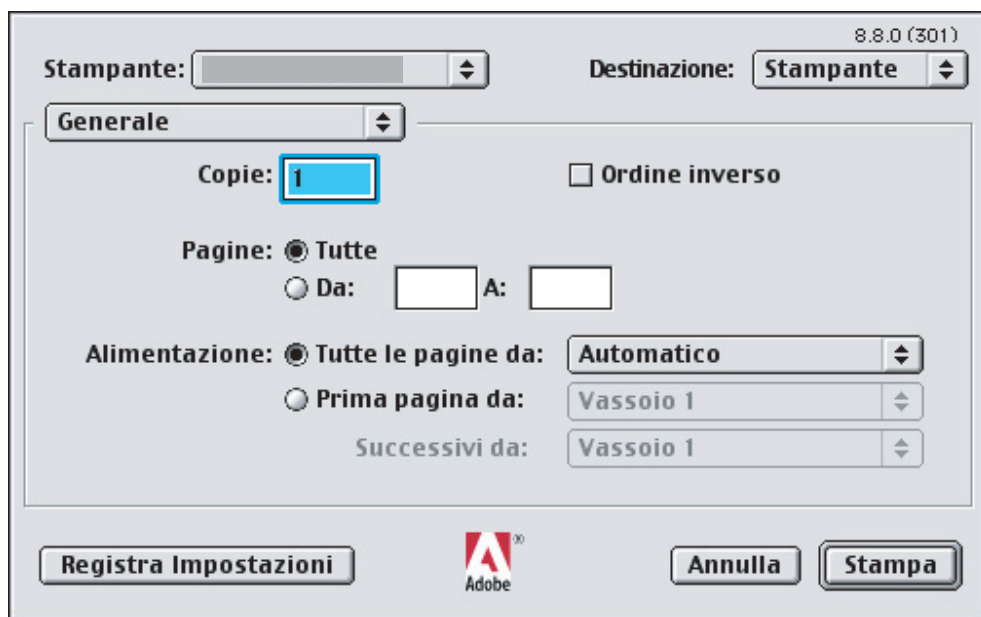 8.8.0 (301)
Stampante: Destinazione: Stampante
Generale
Copie: 1 Ordine inverso
Pagine: Tutte
Da: A:
Alimentazione: Tutte le pagine da: Automatico
Prima pagina da: Vassoio 1
Successivi da: Vassoio 1
Registra Impostazioni Adobe® Annulla Stampa